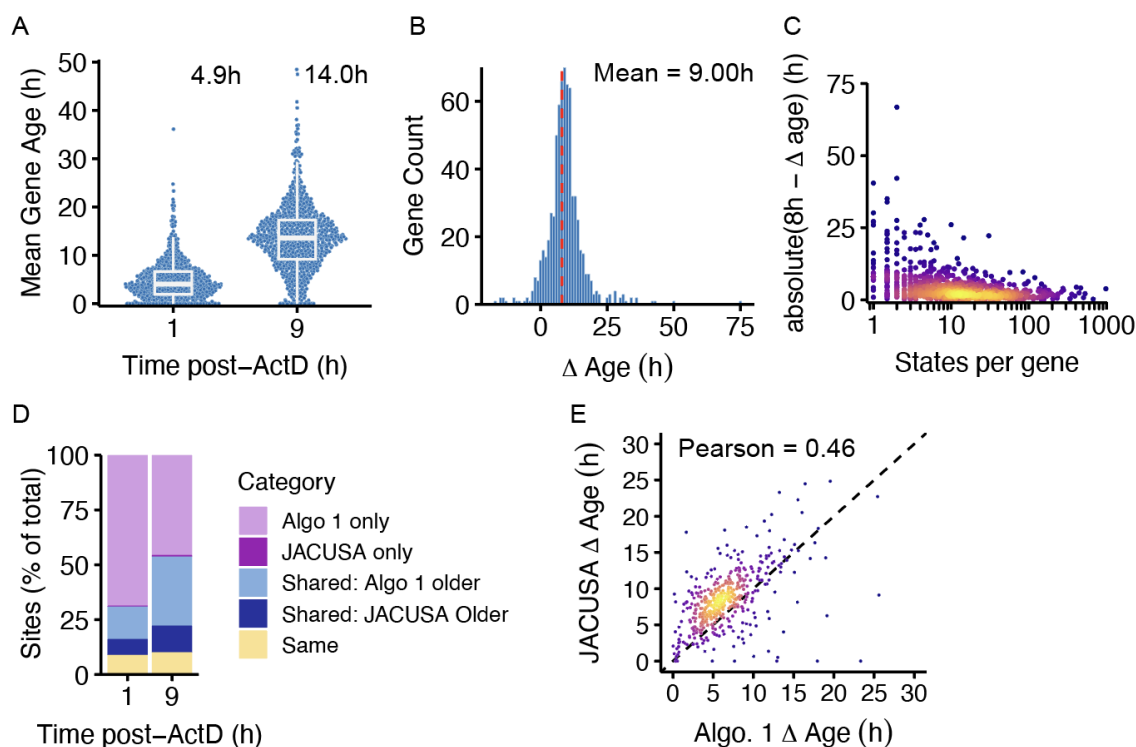 A
Mean Gene Age (h)
50
40
30
20
10
0
4.9h 14.0h
1 9
Time post−ActD (h)
B
Gene Count
60
40
20
0
Mean = 9.00h
0 25 50 75
Δ Age (h)
C
absolute(8h − Δ age) (h)
75
50
25
0
1 10 100 1000
States per gene
D
Sites (% of total)
100
75
50
25
0
1 9
Time post−ActD (h)
Category
Algo 1 only
JACUSA only
Shared: Algo 1 older
Shared: JACUSA Older
Same
E
JACUSA Δ Age (h)
30
25
20
15
10
5
0
Pearson = 0.46
0 5 10 15 20 25 30
Algo. 1 Δ Age (h)